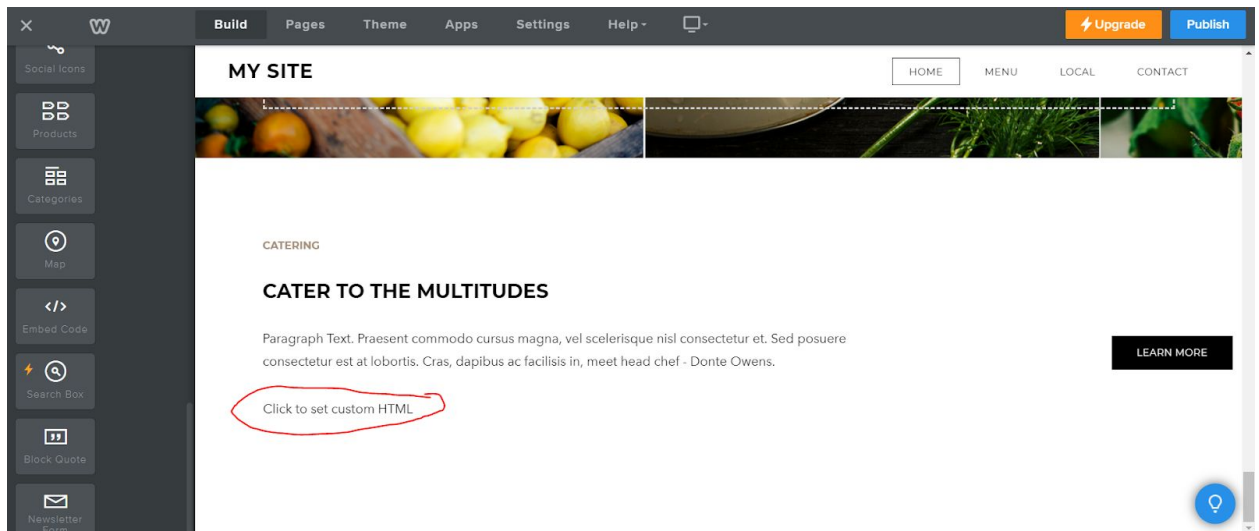 Build Pages Theme Apps Settings Help Upgrade Publish
Social Icons
Products
Categories
Map
Embed Code
Search Box
Block Quote
Newsletter
Form
MY SITE
HOME MENU LOCAL CONTACT
CATERING
CATER TO THE MULTITUDES
Paragraph Text. Praesent commodo cursus magna, vel scelerisque nisl consectetur et. Sed posuere
consectetur est at lobortis. Cras, dapibus ac facilisis in, meet head chef - Donte Owens.
LEARN MORE
Click to set custom HTML